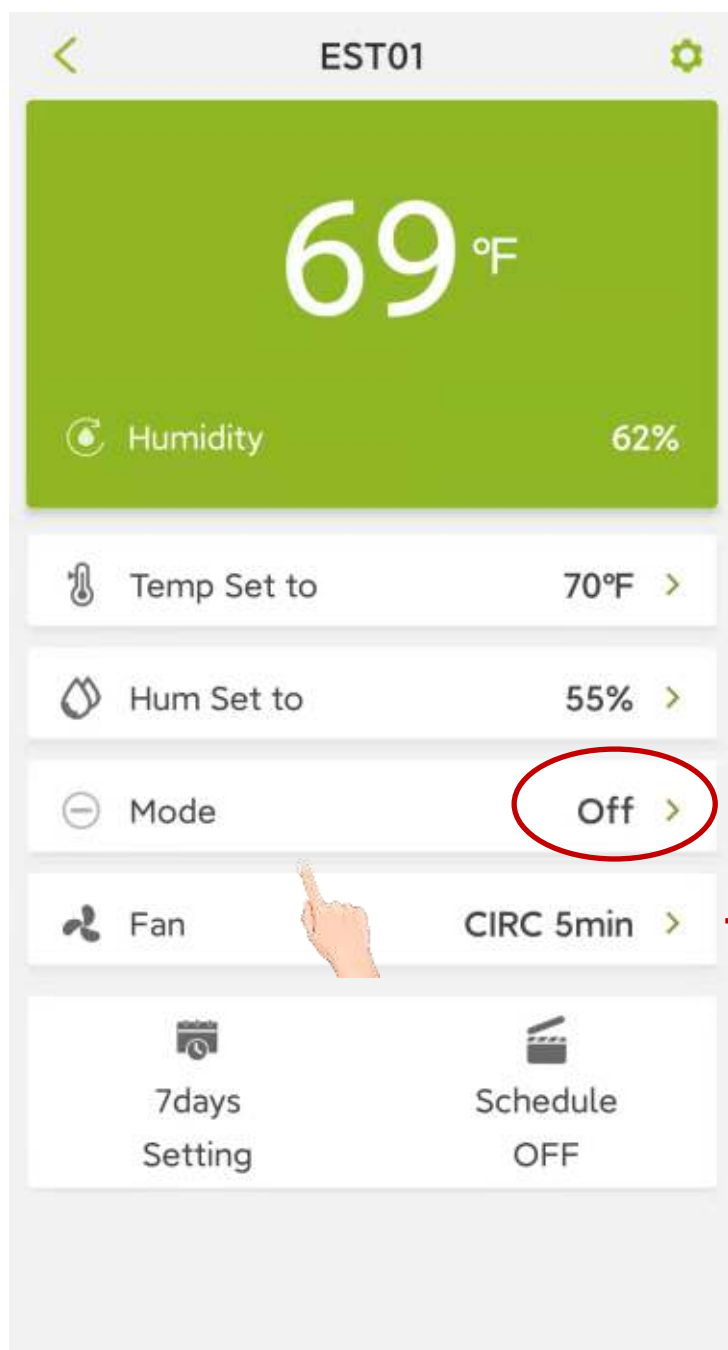 EST01
69 °F
Humidity 62%
Temp Set to 70°F
Hum Set to 55%
Mode Off
Fan CIRC 5min
7days Schedule
Setting OFF